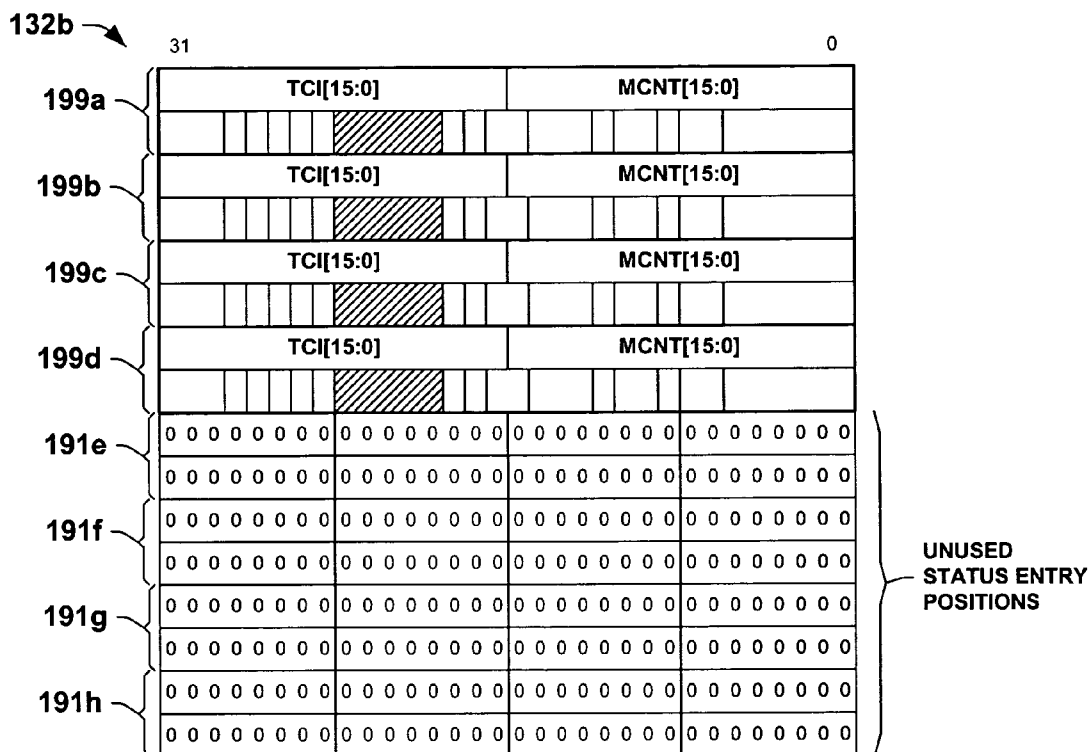 132b
31 0
199a TCI[15:0] MCNT[15:0]
199b TCI[15:0] MCNT[15:0]
199c TCI[15:0] MCNT[15:0]
199d TCI[15:0] MCNT[15:0]
191e 0 0 0 0 0 0 0 0 0 0 0 0 0 0 0 0 0 0 0 0 0 0 0 0 0 0 0 0 0 0 0 0
0 0 0 0 0 0 0 0 0 0 0 0 0 0 0 0 0 0 0 0 0 0 0 0 0 0 0 0 0 0 0 0
191f 0 0 0 0 0 0 0 0 0 0 0 0 0 0 0 0 0 0 0 0 0 0 0 0 0 0 0 0 0 0 0 0
0 0 0 0 0 0 0 0 0 0 0 0 0 0 0 0 0 0 0 0 0 0 0 0 0 0 0 0 0 0 0 0
191g 0 0 0 0 0 0 0 0 0 0 0 0 0 0 0 0 0 0 0 0 0 0 0 0 0 0 0 0 0 0 0 0
0 0 0 0 0 0 0 0 0 0 0 0 0 0 0 0 0 0 0 0 0 0 0 0 0 0 0 0 0 0 0 0
191h 0 0 0 0 0 0 0 0 0 0 0 0 0 0 0 0 0 0 0 0 0 0 0 0 0 0 0 0 0 0 0 0
0 0 0 0 0 0 0 0 0 0 0 0 0 0 0 0 0 0 0 0 0 0 0 0 0 0 0 0 0 0 0 0
UNUSED
STATUS ENTRY
POSITIONS